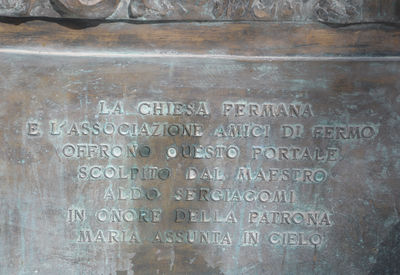 LA CHIESA FERMANA
E L'ASSOCIAZIONE AMICI DI FERMO
OFFRONO QUESTO PORTALE
SCOLPITO DAL MAESTRO
ALDO SERGIACOMI
IN ONORE DELLA PATRONA
MARIA ASSUNTA IN CIELO